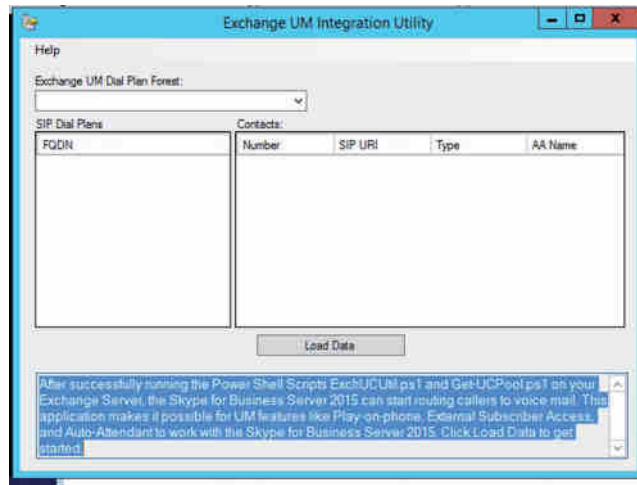 Exchange UM Integration Utility
Help
Exchange UM Dial Plan Forest:
SIP Dial Plans
Contacts:
FQDN
Number
SIP URI
Type
AA Name
Load Data
After successfully running the Power Shell Scripts ExchUCUtil.ps1 and Get-UCPool.ps1 on your
Exchange Server, the Skype for Business Server 2015 can start routing callers to voice mail. This
application makes it possible for UM features like Play-on-phone, External Subscriber Access,
and Auto-Attendant to work with the Skype for Business Server 2015. Click Load Data to get
started.